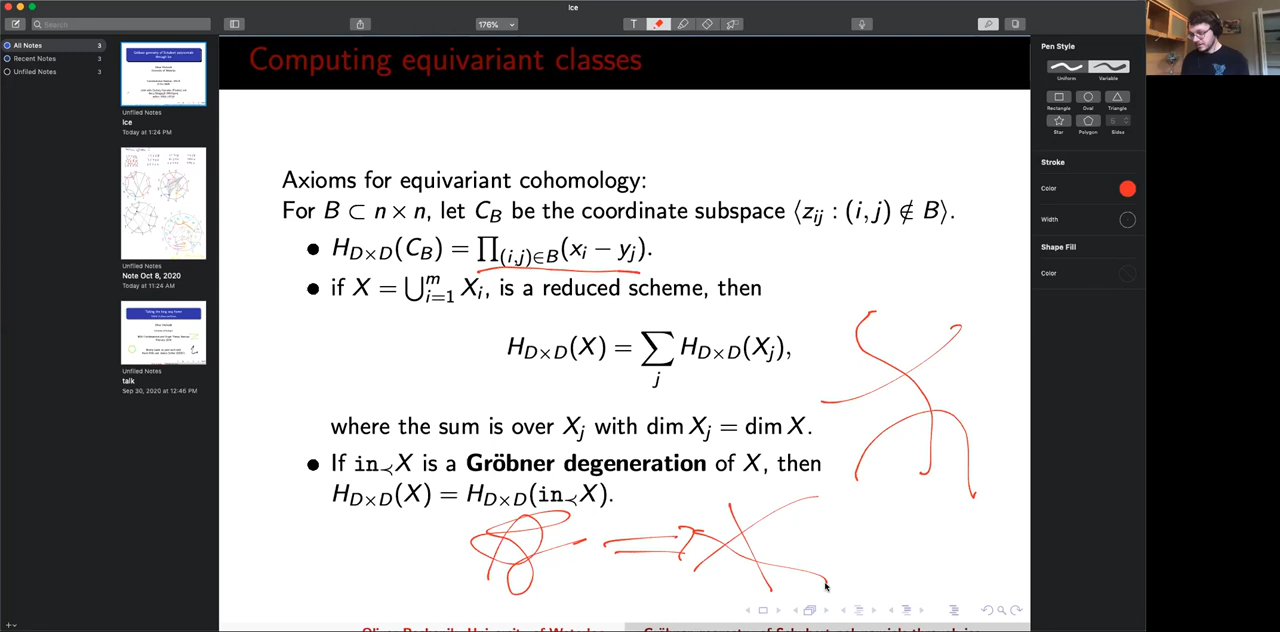 Ice
Search
176%
T
All Notes 3
Recent Notes 3
Unfiled Notes 3
Unfiled Notes
Ice
Today at 1:24 PM
Unfiled Notes
Note Oct 8, 2020
Today at 11:24 AM
Unfiled Notes
talk
Sep 30, 2020 at 12:46 PM
Computing equivariant classes
Axioms for equivariant cohomology:
For B ⊂ n × n, let C_B be the coordinate subspace ⟨z_ij : (i, j) ∉ B⟩.
• H_{D×D}(C_B) = ∏_{(i,j)∈B}(x_i − y_j).
• if X = ⋃_{i=1}^m X_i, is a reduced scheme, then
H_{D×D}(X) = ∑_j H_{D×D}(X_j),
where the sum is over X_j with dim X_j = dim X.
• If in_≺X is a Gröbner degeneration of X, then
H_{D×D}(X) = H_{D×D}(in_≺X).
Pen Style
Uniform Variable
Rectangle Oval Triangle
5
Star Polygon Sides
Stroke
Color
Width
Shape Fill
Color